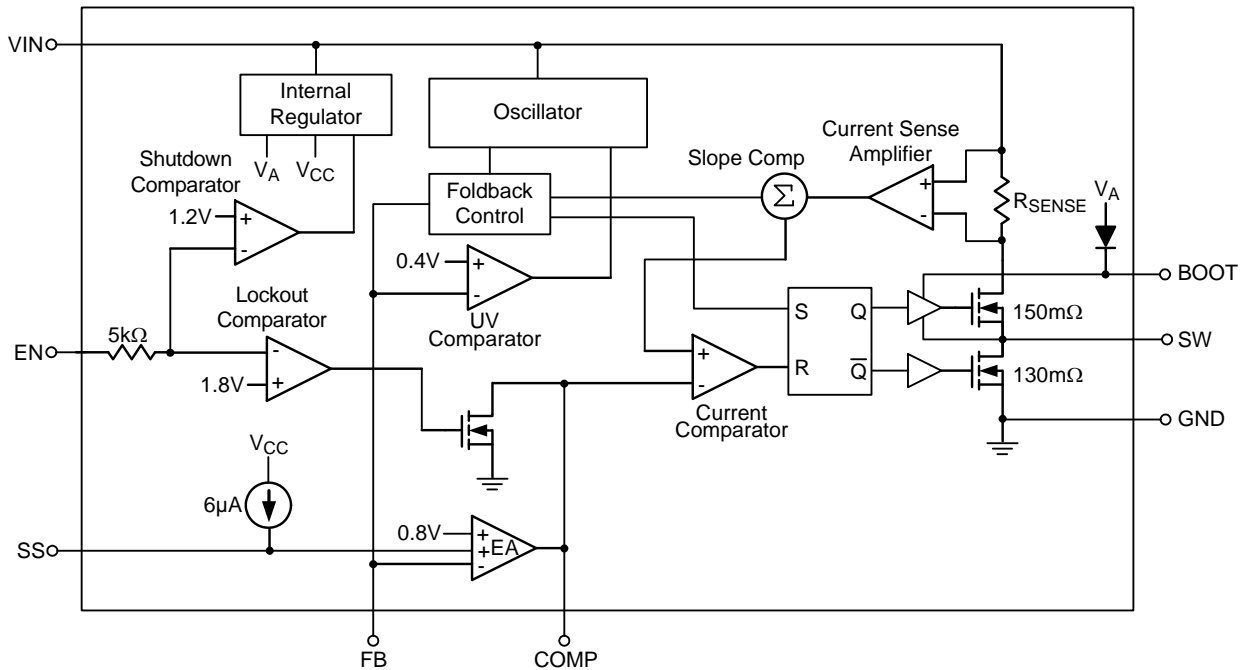 VIN
Internal
Regulator
Oscillator
Current Sense
Amplifier
Shutdown
Comparator
VA
VCC
Slope Comp
Foldback
Control
Σ
+
-
RSENSE
VA
1.2V
+
-
0.4V
+
-
BOOT
Lockout
Comparator
UV
Comparator
S
Q
150mΩ
EN
5kΩ
-
1.8V
+
SW
+
-
R
Q̅
130mΩ
Current
Comparator
GND
VCC
6µA
0.8V
+
SS
+
EA
-
FB
COMP